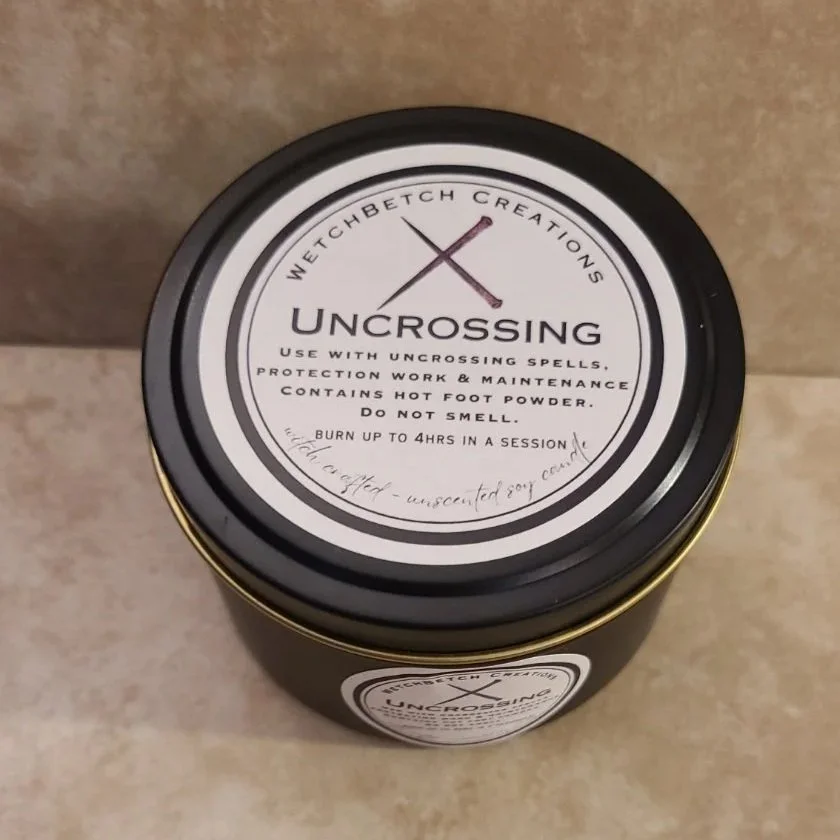 WetchBetch Creations
Uncrossing
Use with uncrossing spells,
protection work & maintenance
Contains hot foot powder.
Do not smell.
Burn up to 4hrs in a session
witch crafted - unscented soy candle
WetchBetch Creations
Uncrossing